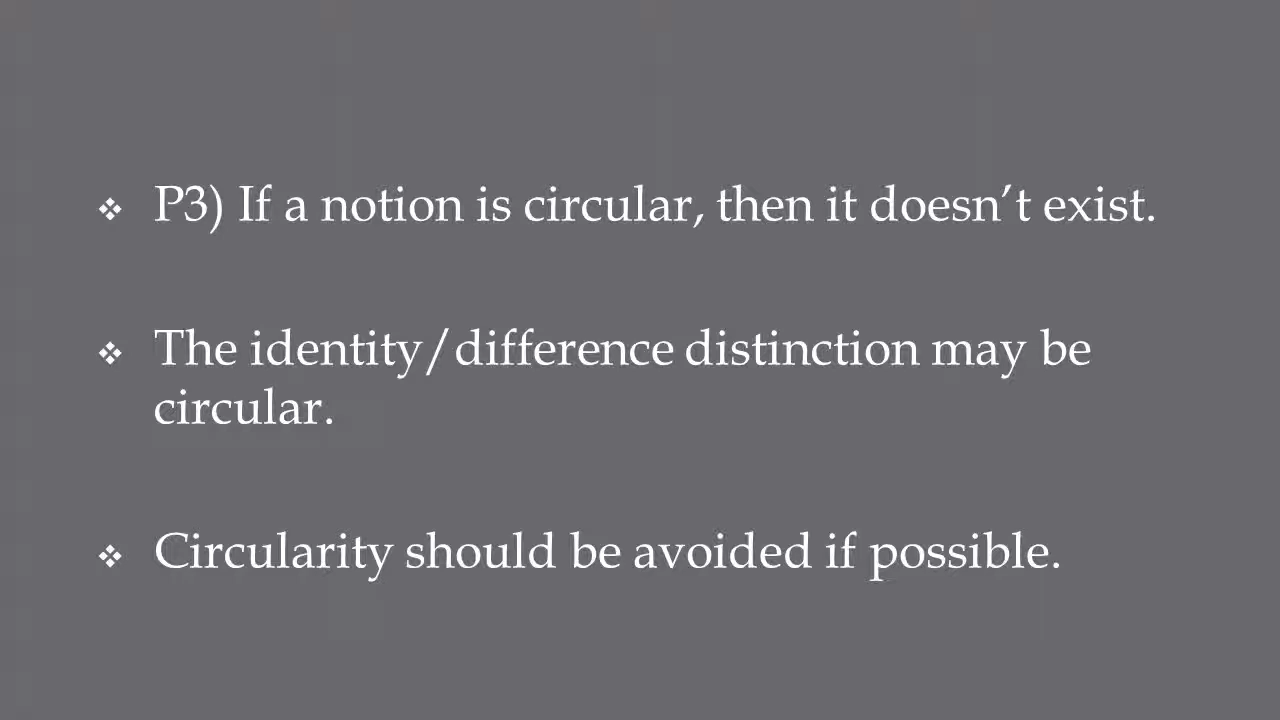 ❖ P3) If a notion is circular, then it doesn’t exist.
❖ The identity/difference distinction may be
circular.
❖ Circularity should be avoided if possible.